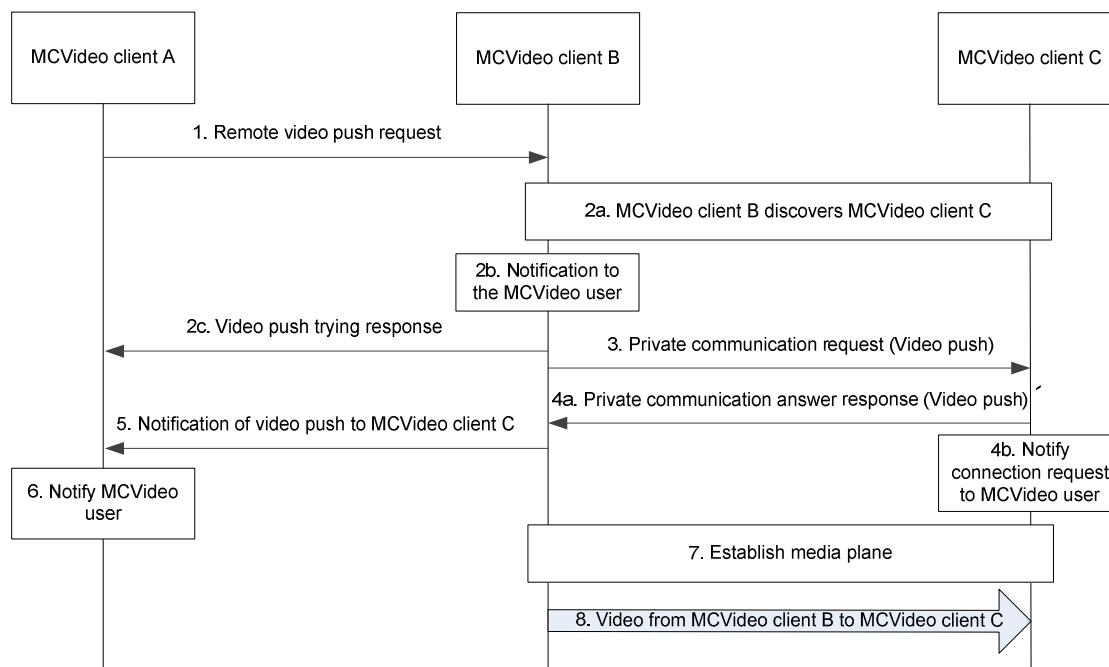 MCVideo client A
MCVideo client B
MCVideo client C
1. Remote video push request
2a. MCVideo client B discovers MCVideo client C
2b. Notification to
the MCVideo user
2c. Video push trying response
3. Private communication request (Video push)
4a. Private communication answer response (Video push)
5. Notification of video push to MCVideo client C
4b. Notify
connection request
to MCVideo user
6. Notify MCVideo
user
7. Establish media plane
8. Video from MCVideo client B to MCVideo client C